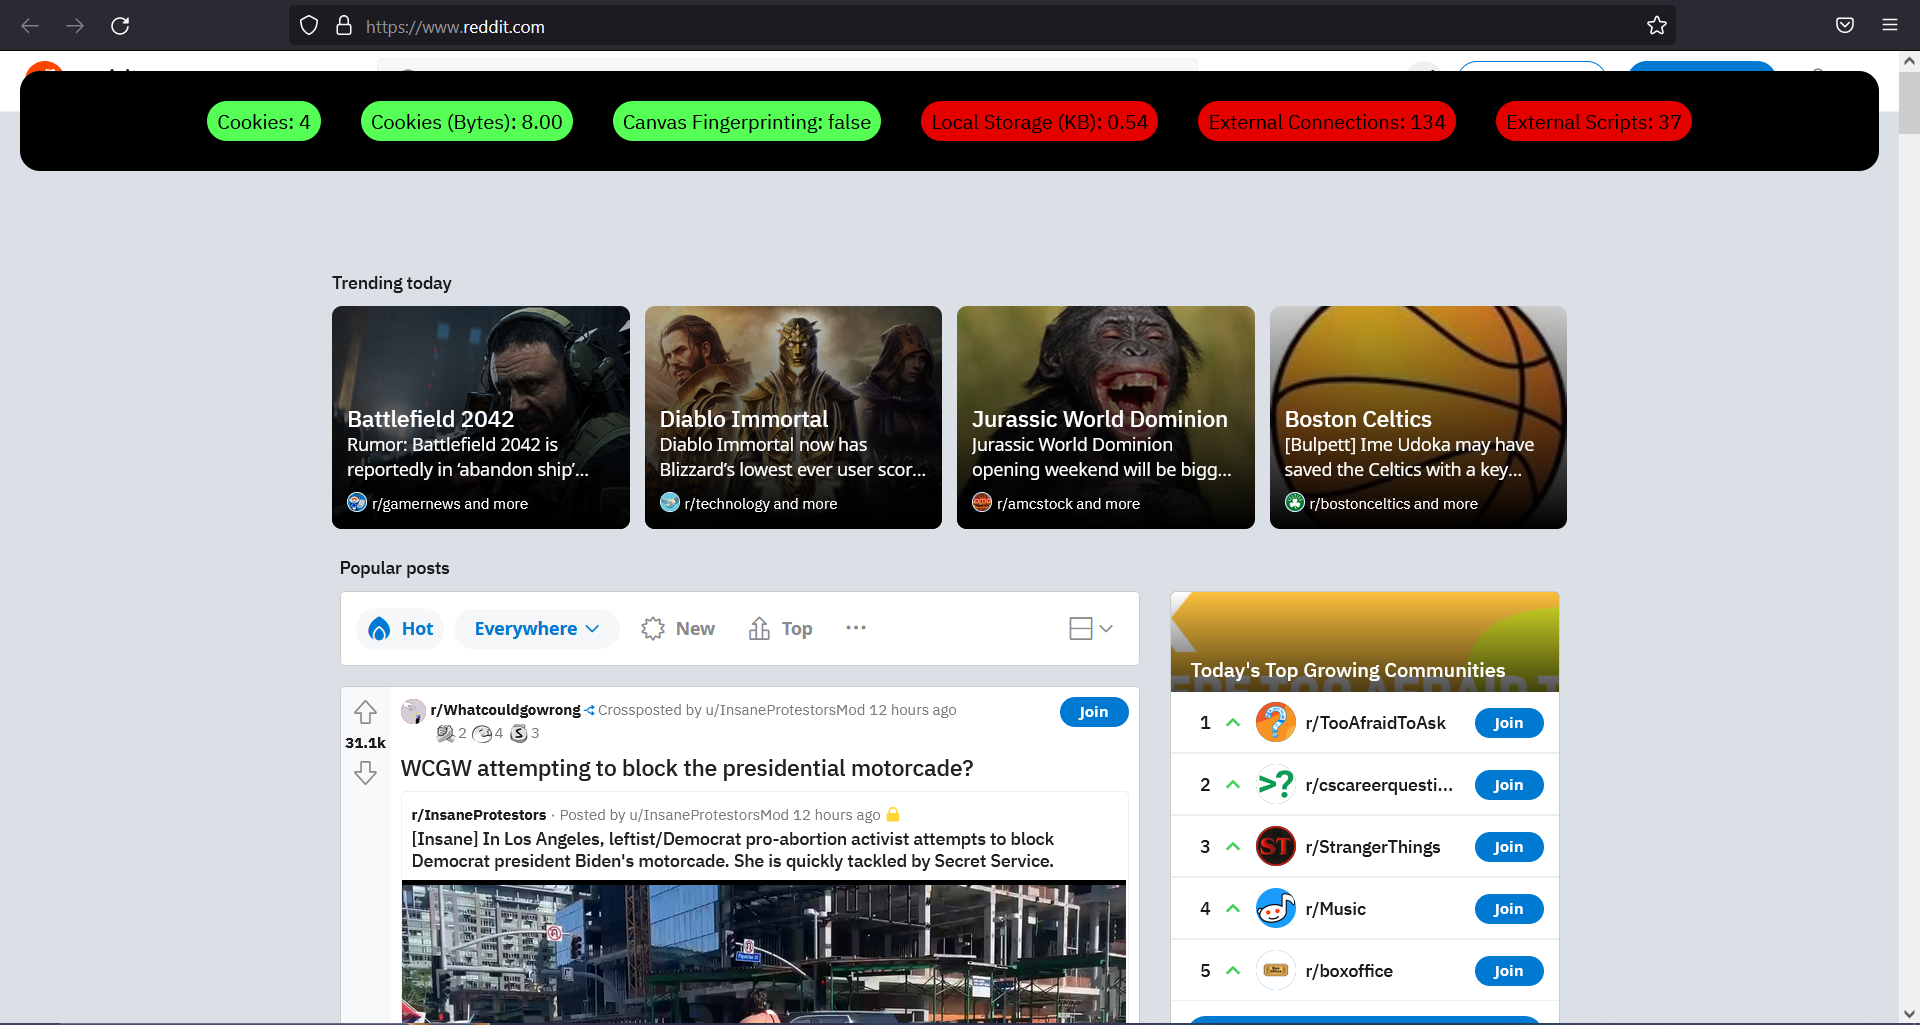 https://www.reddit.com
Cookies: 4
Cookies (Bytes): 8.00
Canvas Fingerprinting: false
Local Storage (KB): 0.54
External Connections: 134
External Scripts: 37
Trending today
Battlefield 2042
Rumor: Battlefield 2042 is
reportedly in ‘abandon ship’...
r/gamernews and more
Diablo Immortal
Diablo Immortal now has
Blizzard’s lowest ever user scor...
r/technology and more
Jurassic World Dominion
Jurassic World Dominion
opening weekend will be bigg...
r/amcstock and more
Boston Celtics
[Bulpett] Ime Udoka may have
saved the Celtics with a key...
r/bostonceltics and more
Popular posts
Hot
Everywhere
New
Top
...
31.1k
r/Whatcouldgowrong Crossposted by u/InsaneProtestorsMod 12 hours ago
2 4 S 3
Join
WCGW attempting to block the presidential motorcade?
r/InsaneProtestors · Posted by u/InsaneProtestorsMod 12 hours ago
[Insane] In Los Angeles, leftist/Democrat pro-abortion activist attempts to block
Democrat president Biden's motorcade. She is quickly tackled by Secret Service.
Today's Top Growing Communities
1 r/TooAfraidToAsk Join
2 >? r/cscareerquesti... Join
3 ST r/StrangerThings Join
4 r/Music Join
5 r/boxoffice Join